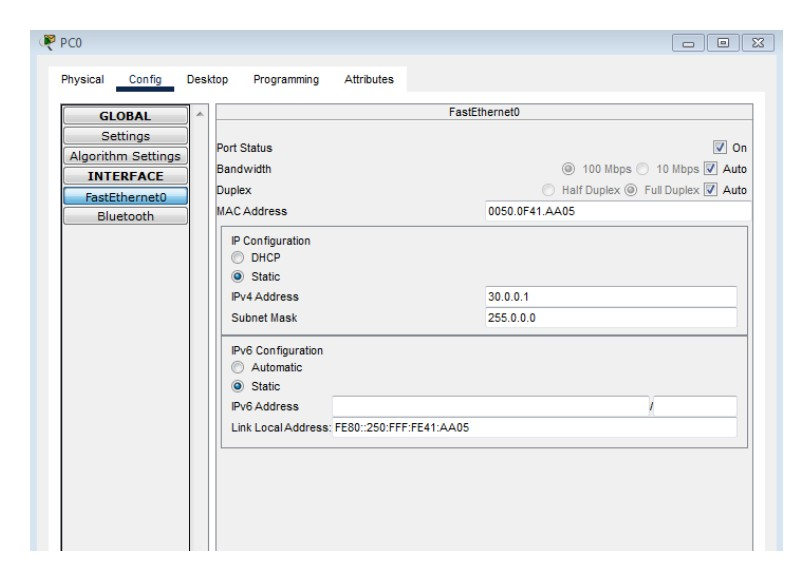 PC0
Physical Config Desktop Programming Attributes
GLOBAL
Settings
Algorithm Settings
INTERFACE
FastEthernet0
Bluetooth
FastEthernet0
Port Status On
Bandwidth 100 Mbps 10 Mbps Auto
Duplex Half Duplex Full Duplex Auto
MAC Address 0050.0F41.AA05
IP Configuration
DHCP
Static
IPv4 Address 30.0.0.1
Subnet Mask 255.0.0.0
IPv6 Configuration
Automatic
Static
IPv6 Address /
Link Local Address: FE80::250:FFF:FE41:AA05